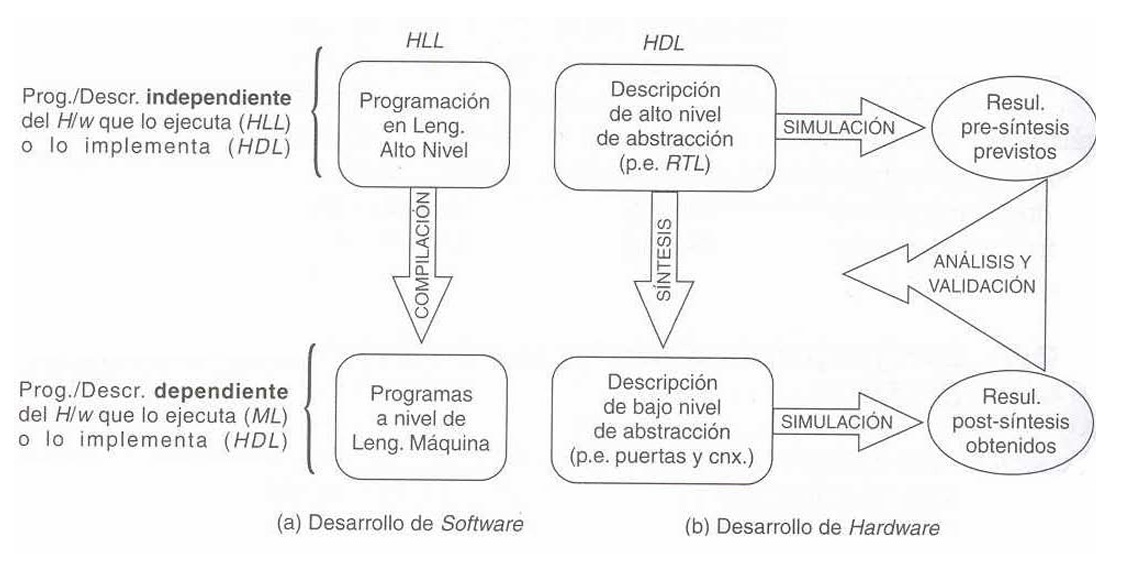 HLL
HDL
Prog./Descr. independiente
del H/w que lo ejecuta (HLL)
o lo implementa (HDL)
Programación
en Leng.
Alto Nivel
Descripción
de alto nivel
de abstracción
(p.e. RTL)
SIMULACIÓN
Resul.
pre-síntesis
previstos
COMPILACIÓN
SÍNTESIS
ANÁLISIS Y
VALIDACIÓN
Prog./Descr. dependiente
del H/w que lo ejecuta (ML)
o lo implementa (HDL)
Programas
a nivel de
Leng. Máquina
Descripción
de bajo nivel
de abstracción
(p.e. puertas y cnx.)
SIMULACIÓN
Resul.
post-síntesis
obtenidos
(a) Desarrollo de Software
(b) Desarrollo de Hardware